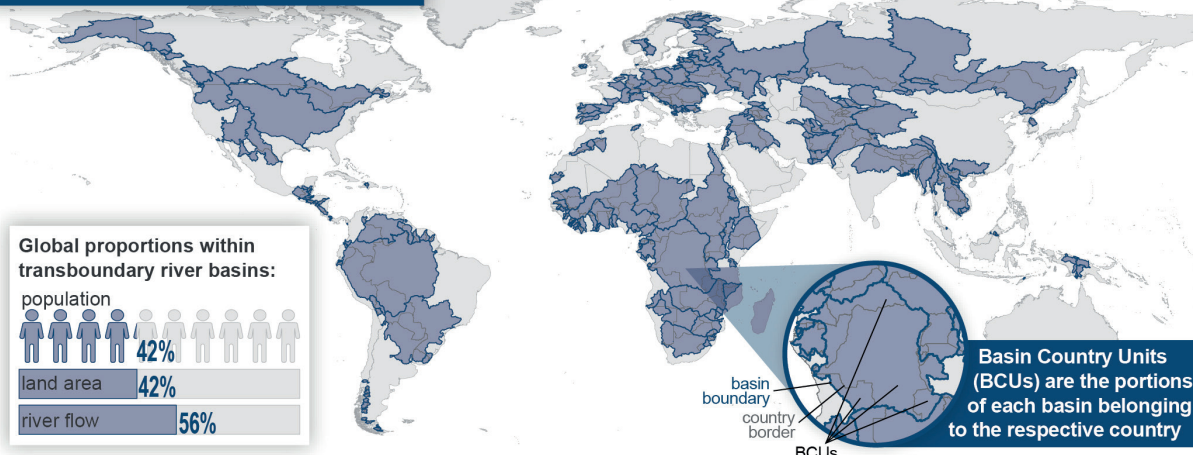 Global proportions within
transboundary river basins:
population
42%
land area
42%
river flow
56%
basin
boundary
country
border
BCUs
Basin Country Units
(BCUs) are the portions
of each basin belonging
to the respective country